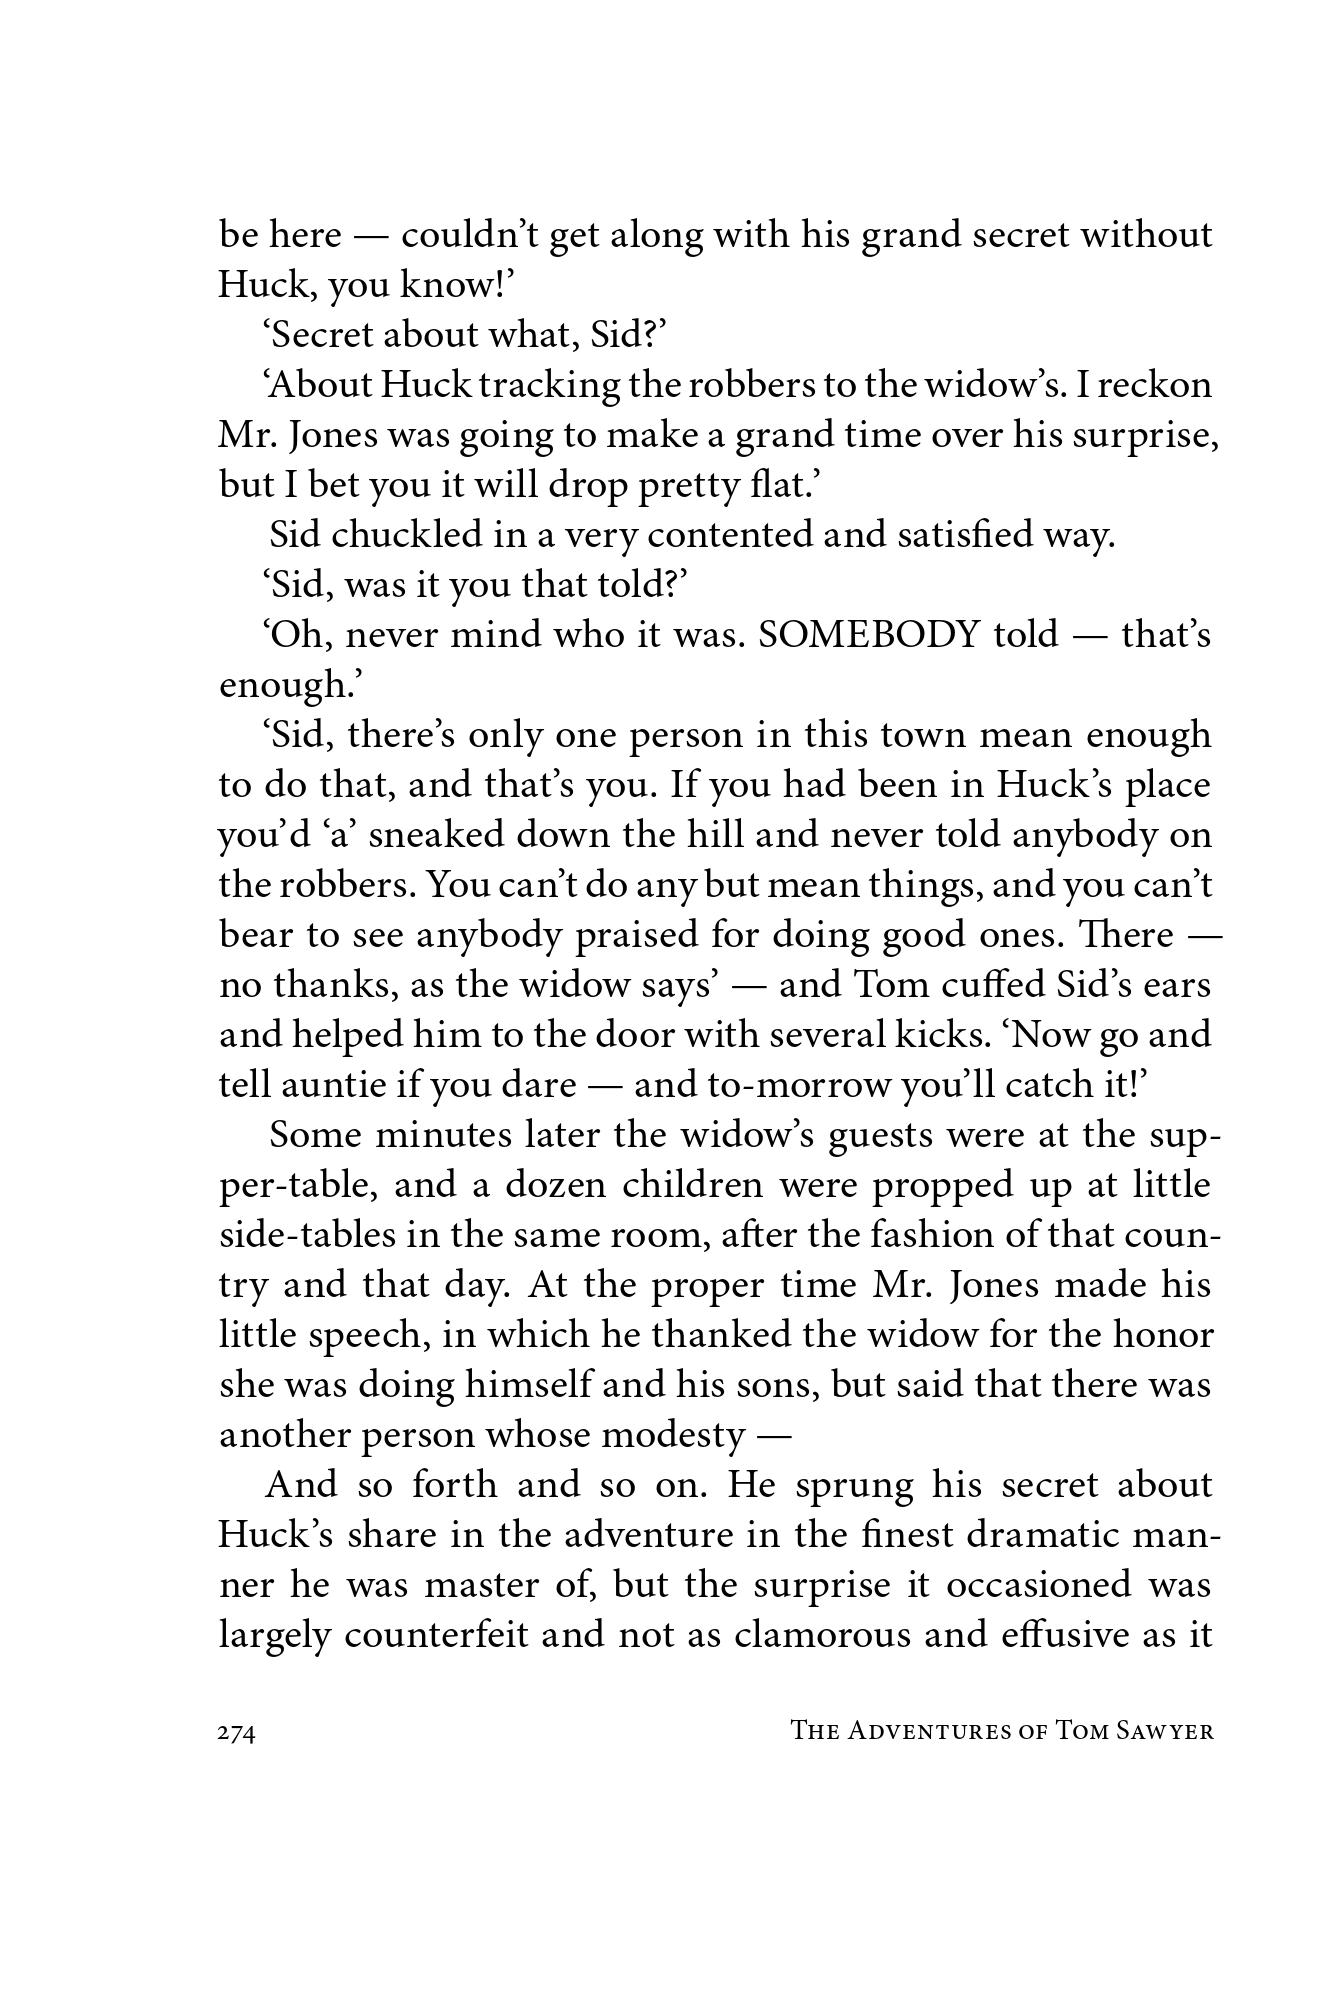 be here — couldn’t get along with his grand secret without
Huck, you know!’
‘Secret about what, Sid?’
‘About Huck tracking the robbers to the widow’s. I reckon
Mr. Jones was going to make a grand time over his surprise,
but I bet you it will drop pretty flat.’
Sid chuckled in a very contented and satisfied way.
‘Sid, was it you that told?’
‘Oh, never mind who it was. SOMEBODY told — that’s
enough.’
‘Sid, there’s only one person in this town mean enough
to do that, and that’s you. If you had been in Huck’s place
you’d ‘a’ sneaked down the hill and never told anybody on
the robbers. You can’t do any but mean things, and you can’t
bear to see anybody praised for doing good ones. There —
no thanks, as the widow says’ — and Tom cuffed Sid’s ears
and helped him to the door with several kicks. ‘Now go and
tell auntie if you dare — and to-morrow you’ll catch it!’
Some minutes later the widow’s guests were at the sup-
per-table, and a dozen children were propped up at little
side-tables in the same room, after the fashion of that coun-
try and that day. At the proper time Mr. Jones made his
little speech, in which he thanked the widow for the honor
she was doing himself and his sons, but said that there was
another person whose modesty —
And so forth and so on. He sprung his secret about
Huck’s share in the adventure in the finest dramatic man-
ner he was master of, but the surprise it occasioned was
largely counterfeit and not as clamorous and effusive as it
274 The Adventures of Tom Sawyer